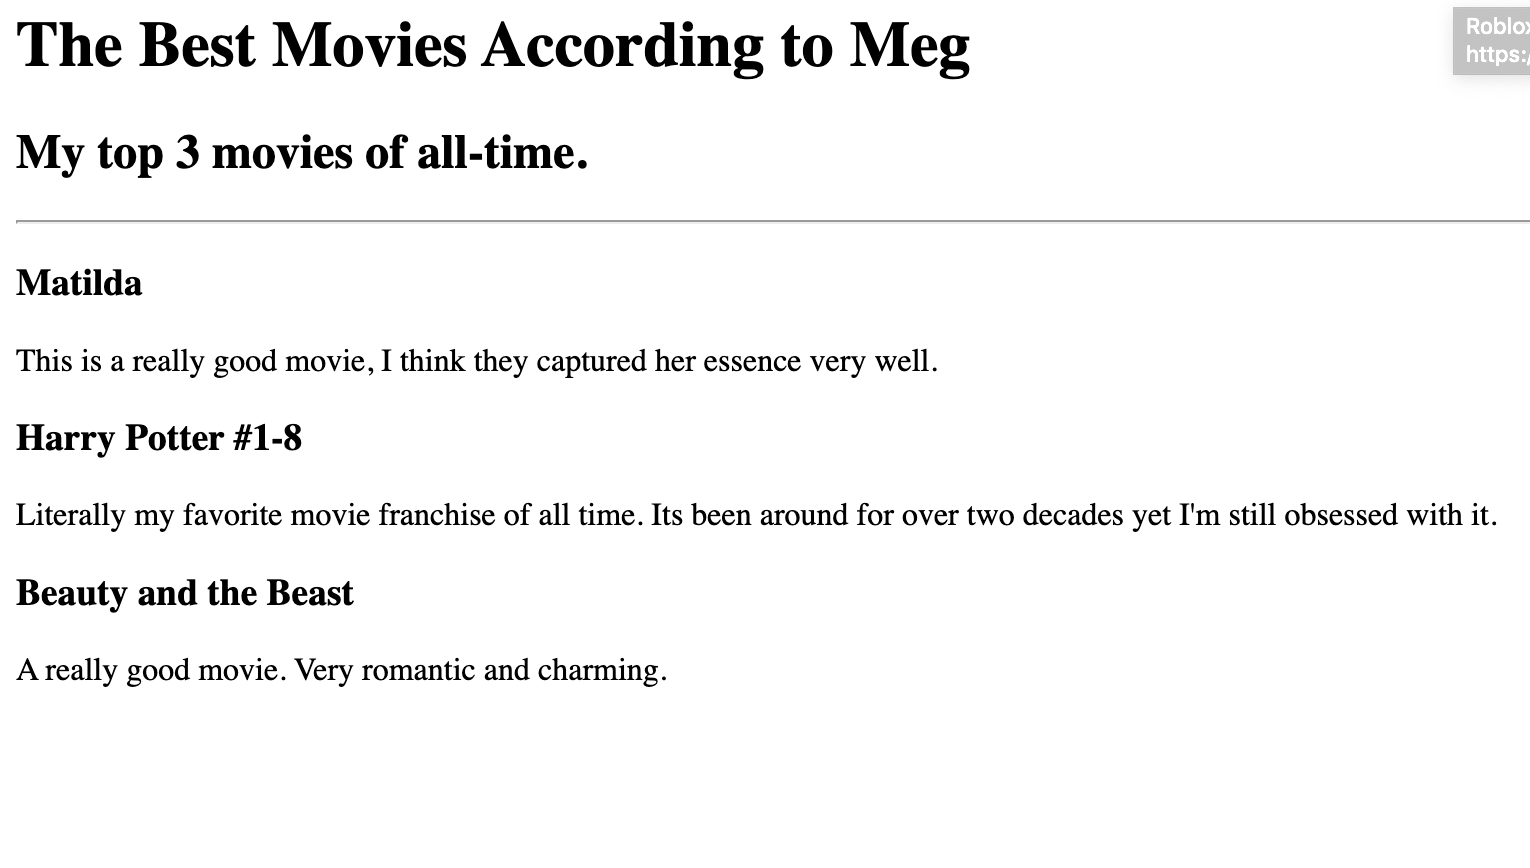 The Best Movies According to Meg
Roblox
https:/
My top 3 movies of all-time.
Matilda
This is a really good movie, I think they captured her essence very well.
Harry Potter #1-8
Literally my favorite movie franchise of all time. Its been around for over two decades yet I'm still obsessed with it.
Beauty and the Beast
A really good movie. Very romantic and charming.